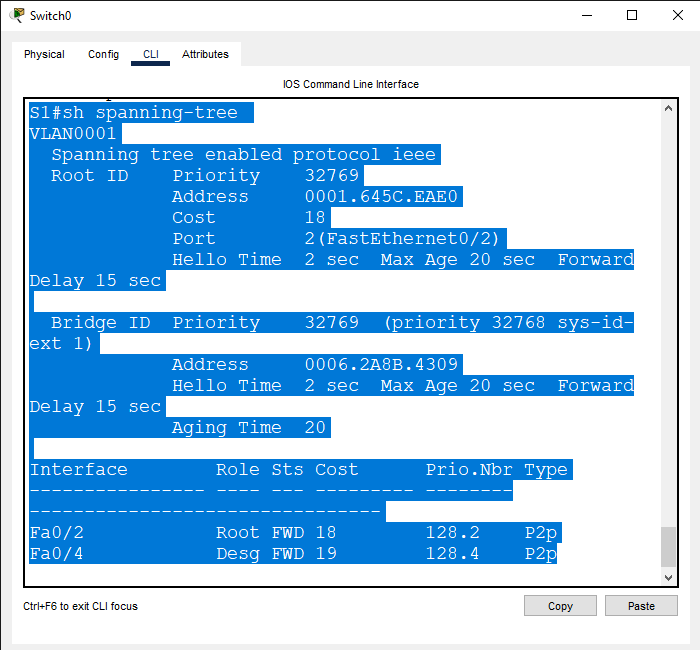 Switch0
Physical Config CLI Attributes
IOS Command Line Interface
S1#sh spanning-tree
VLAN0001
  Spanning tree enabled protocol ieee
  Root ID    Priority    32769
             Address     0001.645C.EAE0
             Cost        18
             Port        2(FastEthernet0/2)
             Hello Time  2 sec  Max Age 20 sec  Forward
Delay 15 sec
  Bridge ID  Priority    32769  (priority 32768 sys-id-
ext 1)
             Address     0006.2A8B.4309
             Hello Time  2 sec  Max Age 20 sec  Forward
Delay 15 sec
             Aging Time  20
Interface        Role Sts Cost      Prio.Nbr Type
---------------- ---- --- --------- --------
--------------------------------
Fa0/2            Root FWD 18        128.2    P2p
Fa0/4            Desg FWD 19        128.4    P2p
Ctrl+F6 to exit CLI focus
Copy
Paste